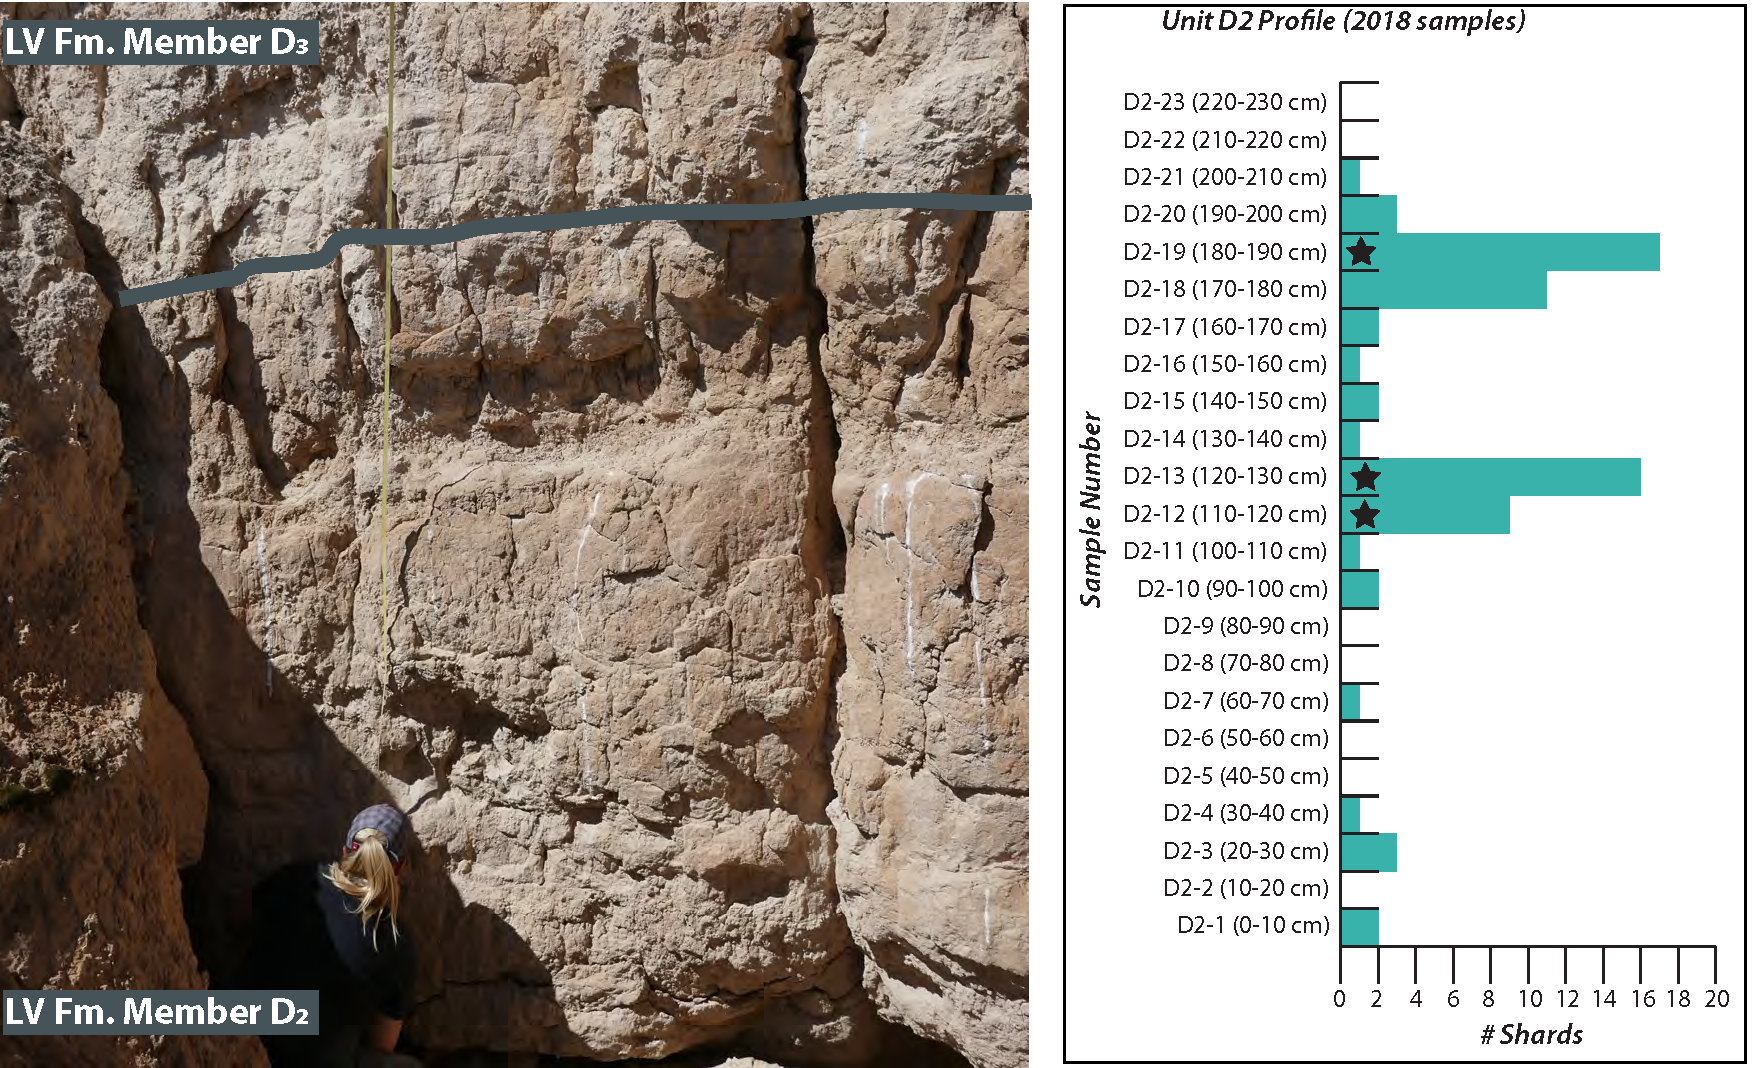 LV Fm. Member D₃
LV Fm. Member D₂
Unit D2 Profile (2018 samples)
Sample Number
D2-23 (220-230 cm)
D2-22 (210-220 cm)
D2-21 (200-210 cm)
D2-20 (190-200 cm)
D2-19 (180-190 cm)
D2-18 (170-180 cm)
D2-17 (160-170 cm)
D2-16 (150-160 cm)
D2-15 (140-150 cm)
D2-14 (130-140 cm)
D2-13 (120-130 cm)
D2-12 (110-120 cm)
D2-11 (100-110 cm)
D2-10 (90-100 cm)
D2-9 (80-90 cm)
D2-8 (70-80 cm)
D2-7 (60-70 cm)
D2-6 (50-60 cm)
D2-5 (40-50 cm)
D2-4 (30-40 cm)
D2-3 (20-30 cm)
D2-2 (10-20 cm)
D2-1 (0-10 cm)
0 2 4 6 8 10 12 14 16 18 20
# Shards